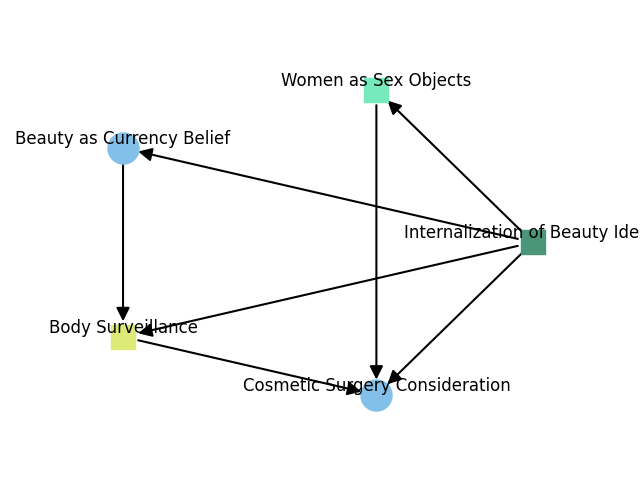 Women as Sex Objects
Beauty as Currency Belief
Internalization of Beauty Ide
Body Surveillance
Cosmetic Surgery Consideration